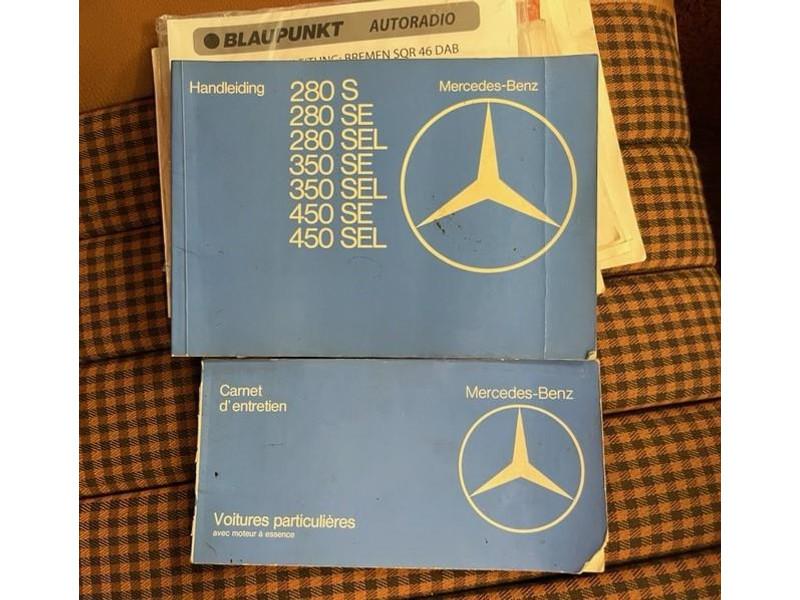 BLAUPUNKT AUTORADIO
BREMEN SQR 46 DAB
Handleiding
280 S
280 SE
280 SEL
350 SE
350 SEL
450 SE
450 SEL
Mercedes-Benz
Carnet
d'entretien
Mercedes-Benz
Voitures particulières
avec moteur à essence